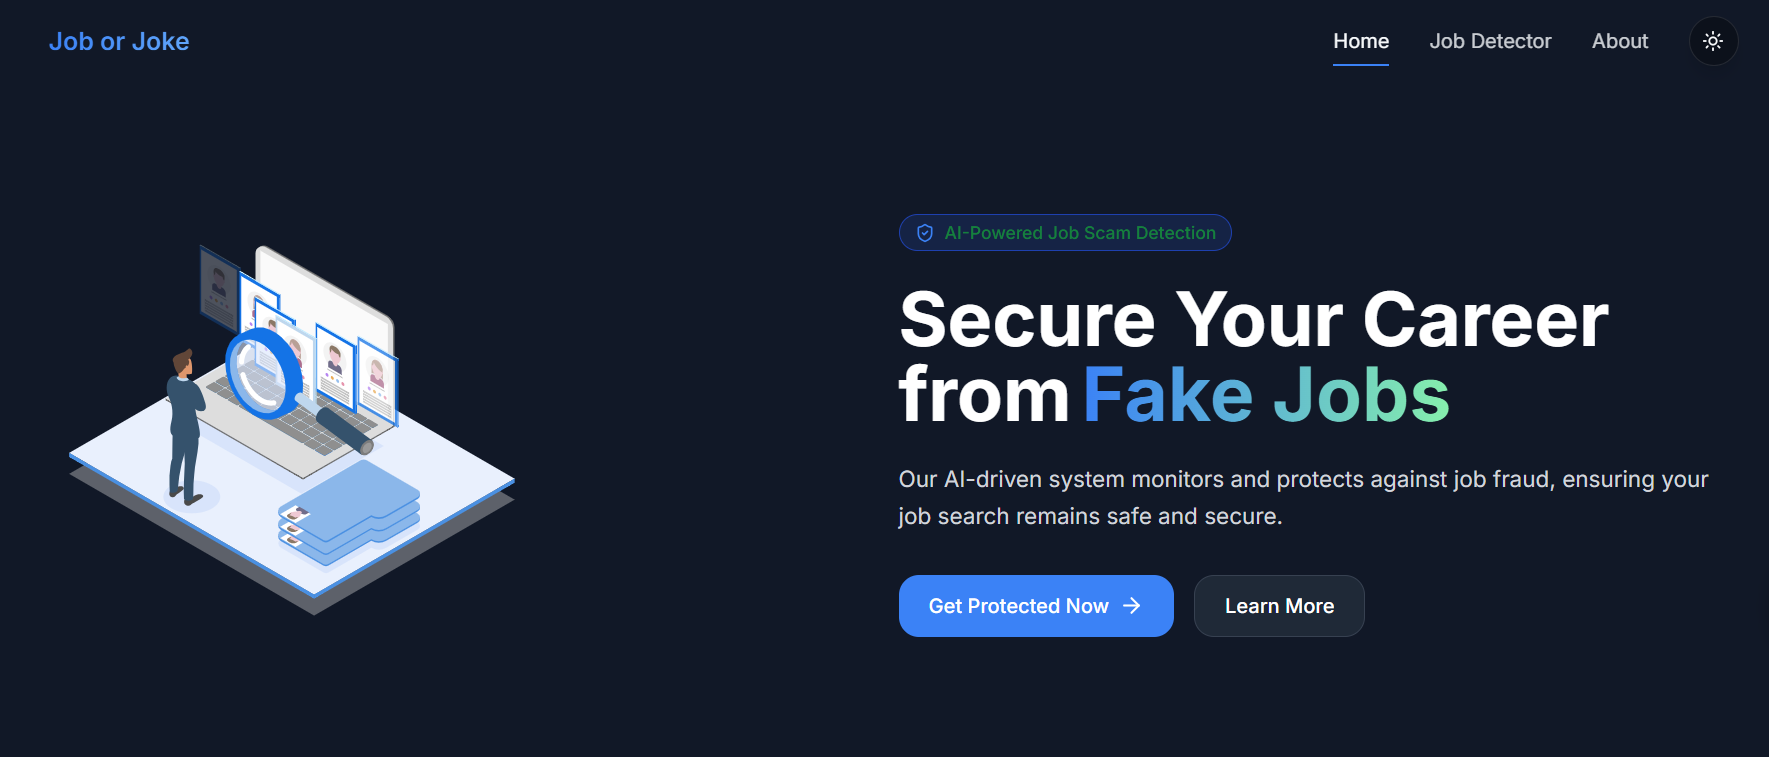 Job or Joke
Home
Job Detector
About
AI-Powered Job Scam Detection
Secure Your Career
from Fake Jobs
Our AI-driven system monitors and protects against job fraud, ensuring your
job search remains safe and secure.
Get Protected Now
Learn More